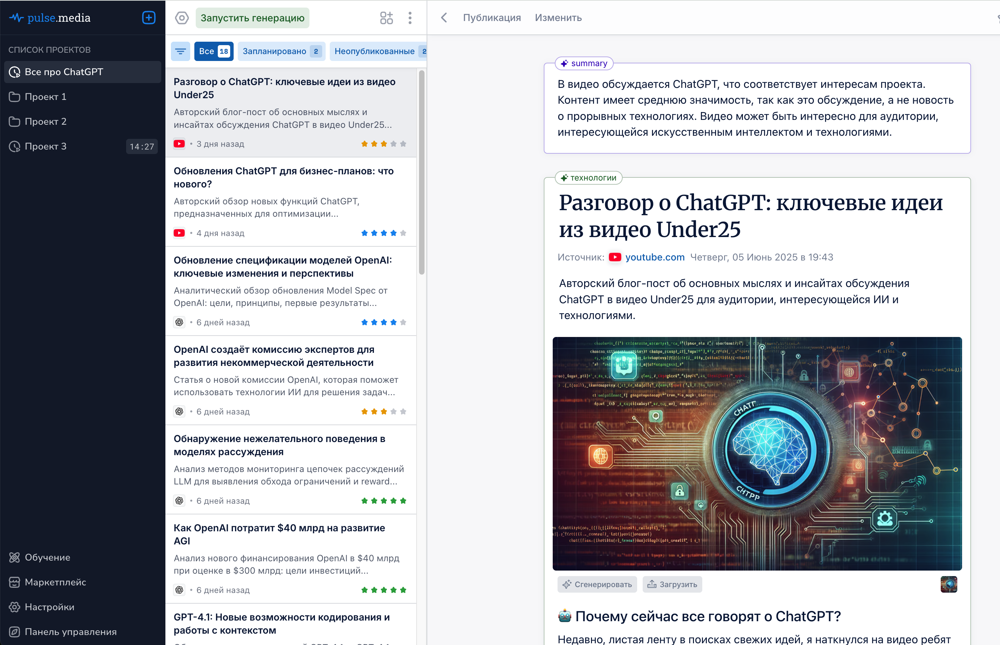 pulse.media
СПИСОК ПРОЕКТОВ
Все про ChatGPT
Проект 1
Проект 2
Проект 3
14:27
Обучение
Маркетплейс
Настройки
Панель управления
Запустить генерацию
Все 18
Запланировано 2
Неопубликованные 2
Разговор о ChatGPT: ключевые идеи из видео
Under25
Авторский блог-пост об основных мыслях и
инсайтах обсуждения ChatGPT в видео Under25...
• 3 дня назад
Обновления ChatGPT для бизнес-планов: что
нового?
Авторский обзор новых функций ChatGPT,
предназначенных для оптимизации...
• 4 дня назад
Обновление спецификации моделей OpenAI:
ключевые изменения и перспективы
Аналитический обзор обновления Model Spec от
OpenAI: цели, принципы, первые результаты...
• 6 дней назад
OpenAI создаёт комиссию экспертов для
развития некоммерческой деятельности
Статья о новой комиссии OpenAI, которая поможет
использовать технологии ИИ для решения задач...
• 6 дней назад
Обнаружение нежелательного поведения в
моделях рассуждения
Анализ методов мониторинга цепочек рассуждений
LLM для выявления обхода ограничений и reward...
• 6 дней назад
Как OpenAI потратит $40 млрд на развитие
AGI
Анализ нового финансирования OpenAI в $40 млрд
при оценке в $300 млрд: цели инвестиций...
• 6 дней назад
GPT-4.1: Новые возможности кодирования и
работы с контекстом
Публикация
Изменить
summary
В видео обсуждается ChatGPT, что соответствует интересам проекта.
Контент имеет среднюю значимость, так как это обсуждение, а не новость
о прорывных технологиях. Видео может быть интересно для аудитории,
интересующейся искусственным интеллектом и технологиями.
технологии
Разговор о ChatGPT: ключевые идеи
из видео Under25
Источник: youtube.com Четверг, 05 Июнь 2025 в 19:43
Авторский блог-пост об основных мыслях и инсайтах обсуждения
ChatGPT в видео Under25 для аудитории, интересующейся ИИ и
технологиями.
CHATГ
CHTPP
Сгенерировать
Загрузить
🤖 Почему сейчас все говорят о ChatGPT?
Недавно, листая ленту в поисках свежих идей, я наткнулся на видео ребят